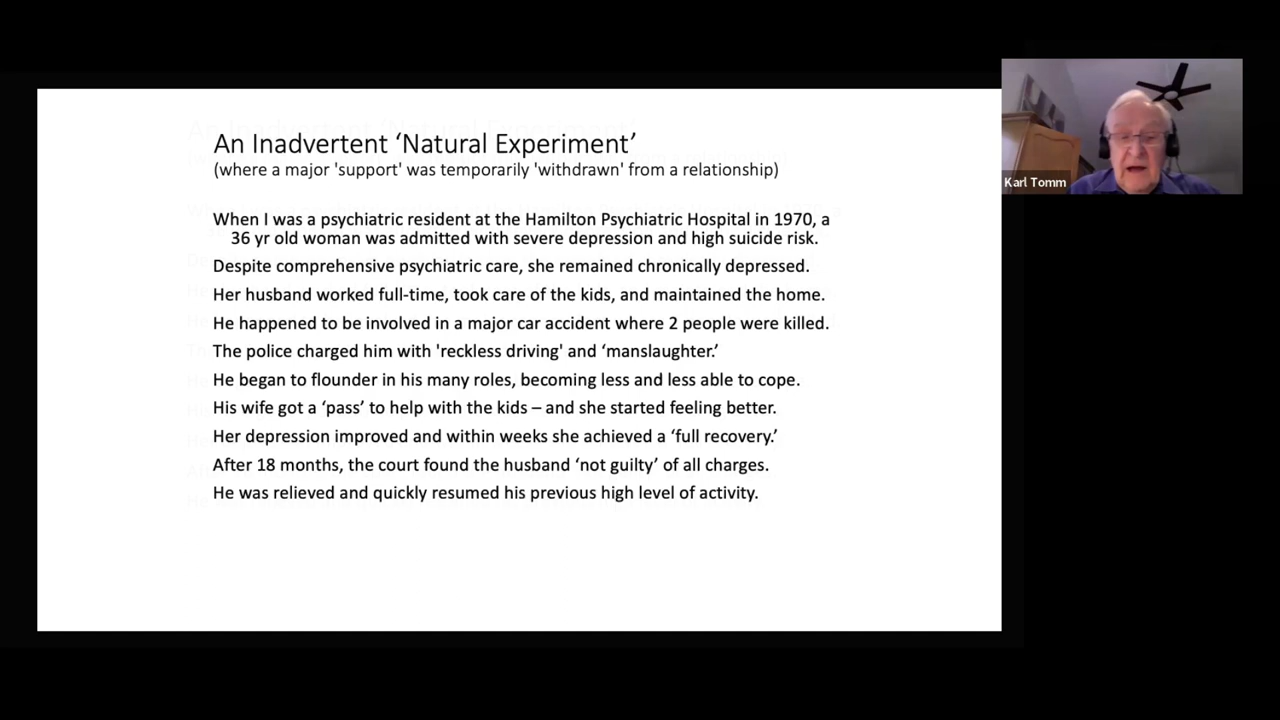 An Inadvertent ‘Natural Experiment’
(where a major 'support' was temporarily 'withdrawn' from a relationship)
When I was a psychiatric resident at the Hamilton Psychiatric Hospital in 1970, a
36 yr old woman was admitted with severe depression and high suicide risk.
Despite comprehensive psychiatric care, she remained chronically depressed.
Her husband worked full-time, took care of the kids, and maintained the home.
He happened to be involved in a major car accident where 2 people were killed.
The police charged him with 'reckless driving' and ‘manslaughter.’
He began to flounder in his many roles, becoming less and less able to cope.
His wife got a ‘pass’ to help with the kids – and she started feeling better.
Her depression improved and within weeks she achieved a ‘full recovery.’
After 18 months, the court found the husband ‘not guilty’ of all charges.
He was relieved and quickly resumed his previous high level of activity.
Karl Tomm